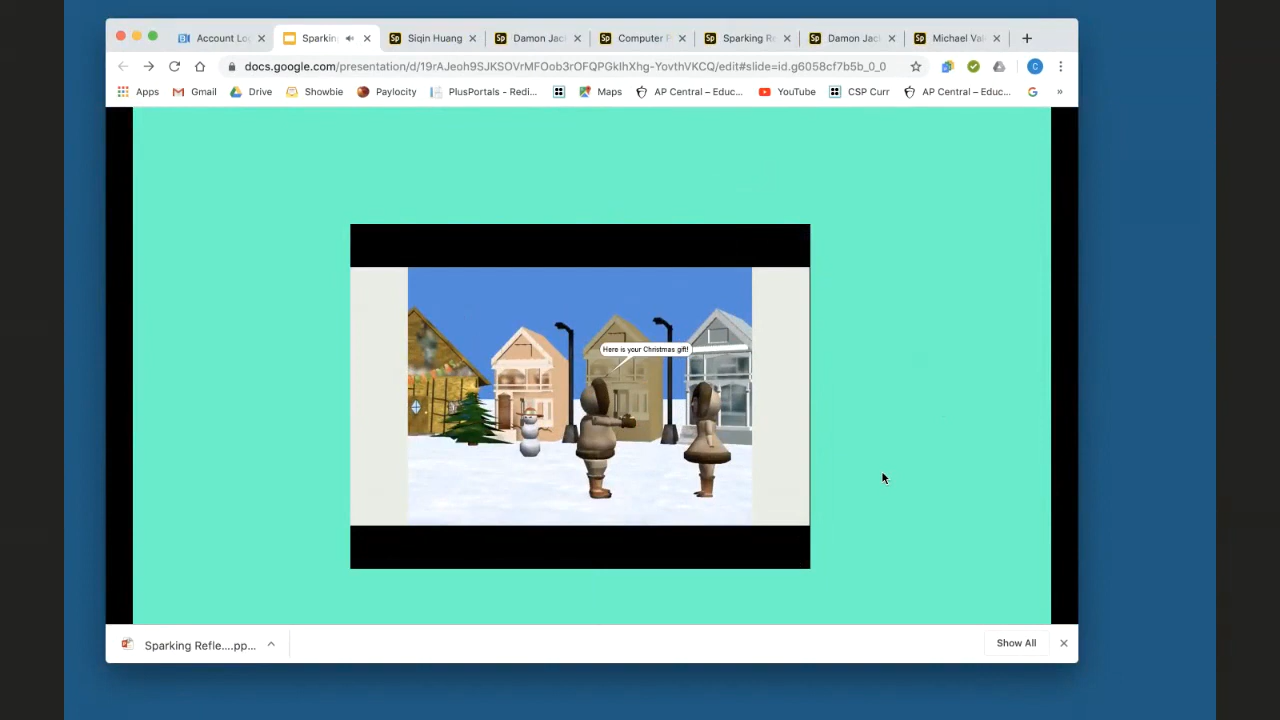 Account Lo
Sparkin
Siqin Huang
Damon Jac
Computer
Sparking Re
Damon Jac
Michael Val
docs.google.com/presentation/d/19rAJeoh9SJKSOVrMFOob3rOFQPGkIhXhg-YovthVKCQ/edit#slide=id.g6058cf7b5b_0_0
C
Apps
Gmail
Drive
Showbie
Paylocity
PlusPortals - Redi...
Maps
AP Central – Educ...
YouTube
CSP Curr
AP Central – Educ...
»
Here is your Christmas gift!
Sparking Refle....pp...
Show All